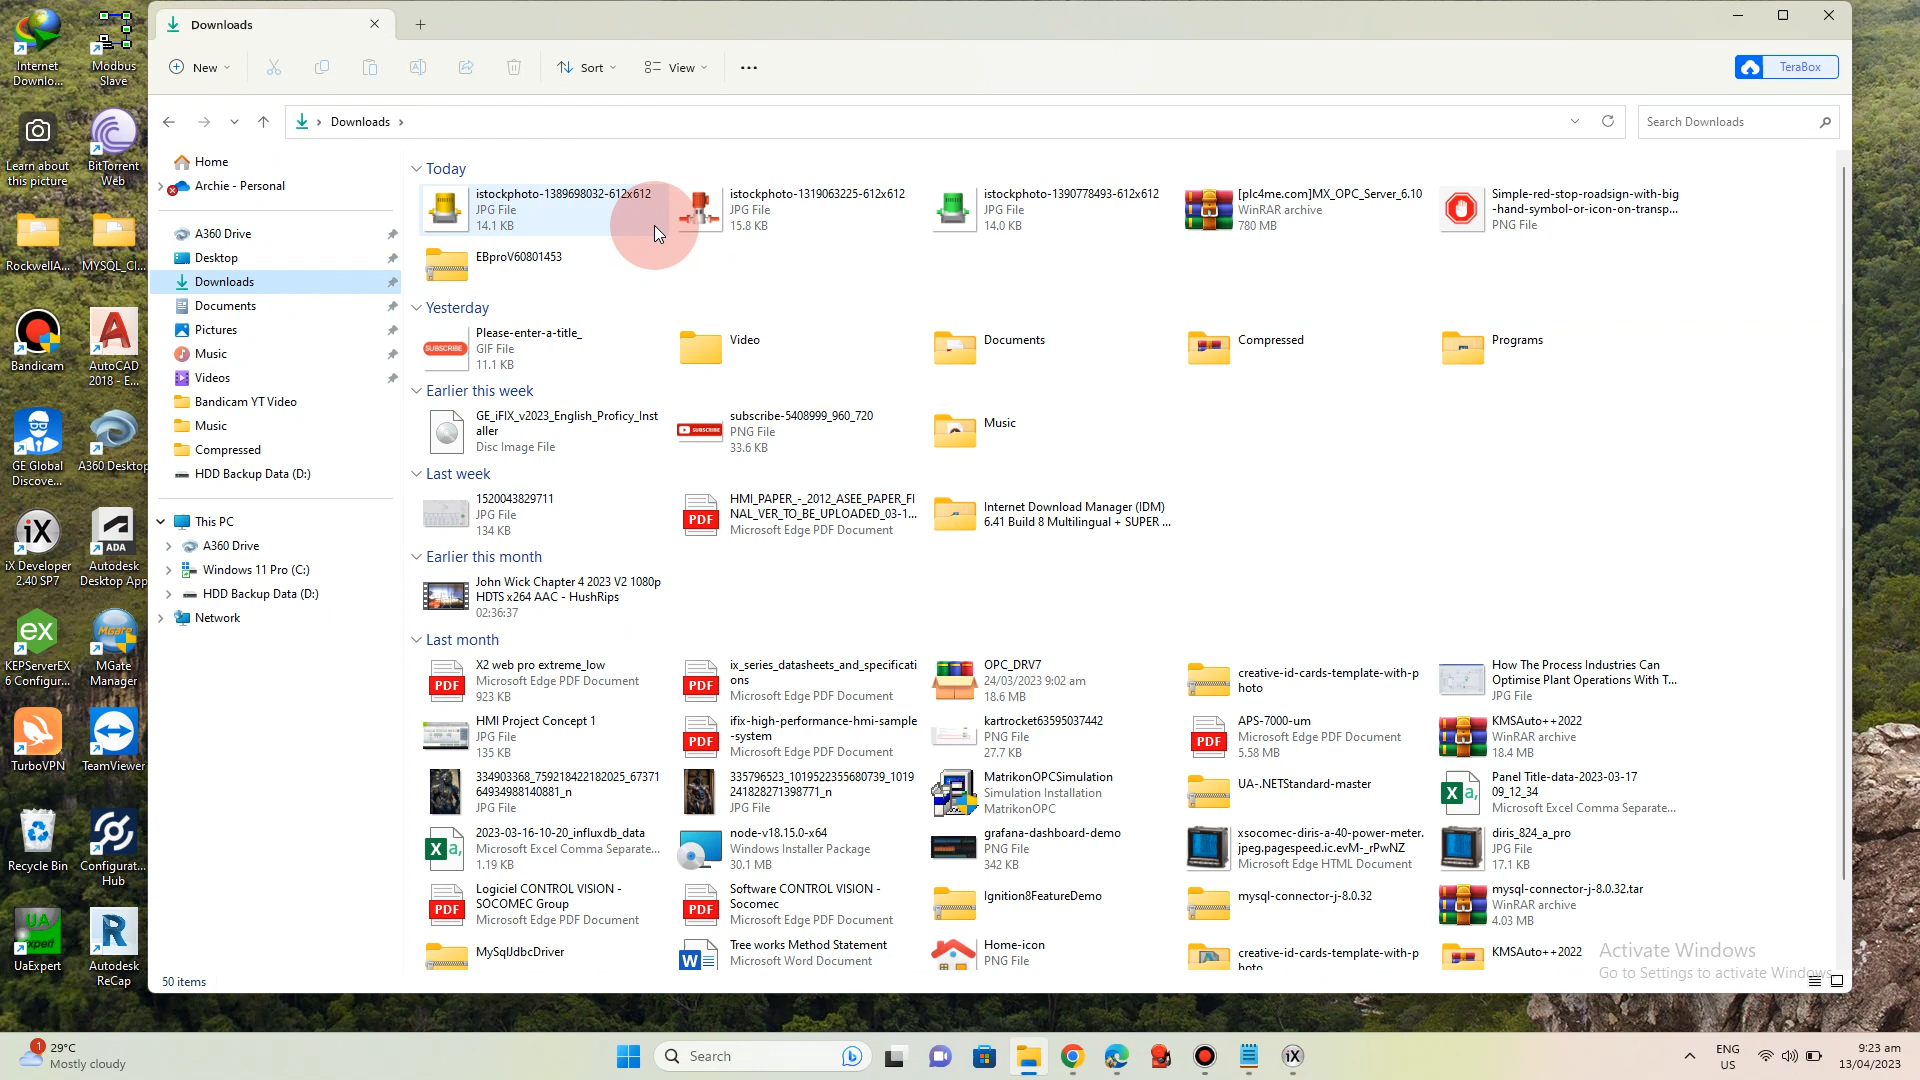 Internet
Downlo...
Modbus
Slave
Learn about
this picture
BitTorrent
Web
RockwellA...
MYSQL_Cl...
Bandicam
AutoCAD
2018 - E...
GE Global
Discove...
A360 Desktop
iX Developer
2.40 SP7
Autodesk
Desktop App
KEPServerEX
6 Configur...
MGate
Manager
TurboVPN
TeamViewer
Recycle Bin
Configurat...
Hub
UaExpert
Autodesk
ReCap
Downloads
New
Sort
View
TeraBox
Downloads
Search Downloads
Home
Archie - Personal
A360 Drive
Desktop
Downloads
Documents
Pictures
Music
Videos
Bandicam YT Video
Music
Compressed
HDD Backup Data (D:)
This PC
A360 Drive
Windows 11 Pro (C:)
HDD Backup Data (D:)
Network
Today
istockphoto-1389698032-612x612
JPG File
14.1 KB
istockphoto-1319063225-612x612
JPG File
15.8 KB
istockphoto-1390778493-612x612
JPG File
14.0 KB
[plc4me.com]MX_OPC_Server_6.10
WinRAR archive
780 MB
Simple-red-stop-roadsign-with-big
-hand-symbol-or-icon-on-transp...
PNG File
EBproV60801453
Yesterday
SUBSCRIBE
Please-enter-a-title_
GIF File
11.1 KB
Video
Documents
Compressed
Programs
Earlier this week
GE_iFIX_v2023_English_Proficy_Inst
aller
Disc Image File
SUBSCRIBE
subscribe-5408999_960_720
PNG File
33.6 KB
Music
Last week
1520043829711
JPG File
134 KB
PDF
HMI_PAPER_-_2012_ASEE_PAPER_FI
NAL_VER_TO_BE_UPLOADED_03-1...
Microsoft Edge PDF Document
Internet Download Manager (IDM)
6.41 Build 8 Multilingual + SUPER ...
Earlier this month
John Wick Chapter 4 2023 V2 1080p
HDTS x264 AAC - HushRips
02:36:37
Last month
PDF
X2 web pro extreme_low
Microsoft Edge PDF Document
923 KB
PDF
ix_series_datasheets_and_specificati
ons
Microsoft Edge PDF Document
OPC_DRV7
24/03/2023 9:02 am
18.6 MB
creative-id-cards-template-with-p
hoto
How The Process Industries Can
Optimise Plant Operations With T...
JPG File
HMI Project Concept 1
JPG File
135 KB
PDF
ifix-high-performance-hmi-sample
-system
Microsoft Edge PDF Document
kartrocket63595037442
PNG File
27.7 KB
PDF
APS-7000-um
Microsoft Edge PDF Document
5.58 MB
KMSAuto++2022
WinRAR archive
18.4 MB
334903368_759218422182025_67371
64934988140881_n
JPG File
335796523_1019522355680739_1019
241828271398771_n
JPG File
MatrikonOPCSimulation
Simulation Installation
MatrikonOPC
UA-.NETStandard-master
Panel Title-data-2023-03-17
09_12_34
Microsoft Excel Comma Separate...
2023-03-16-10-20_influxdb_data
Microsoft Excel Comma Separate...
1.19 KB
node-v18.15.0-x64
Windows Installer Package
30.1 MB
grafana-dashboard-demo
PNG File
342 KB
xsocomec-diris-a-40-power-meter.
jpeg.pagespeed.ic.evM-_rPwNZ
Microsoft Edge HTML Document
diris_824_a_pro
JPG File
17.1 KB
PDF
Logiciel CONTROL VISION -
SOCOMEC Group
Microsoft Edge PDF Document
PDF
Software CONTROL VISION -
Socomec
Microsoft Edge PDF Document
Ignition8FeatureDemo
mysql-connector-j-8.0.32
mysql-connector-j-8.0.32.tar
WinRAR archive
4.03 MB
MySqlJdbcDriver
Tree works Method Statement
Microsoft Word Document
Home-icon
PNG File
creative-id-cards-template-with-p
hoto
KMSAuto++2022
Activate Windows
Go to Settings to activate Windows.
50 items
1
29°C
Mostly cloudy
Search
ENG
US
9:23 am
13/04/2023